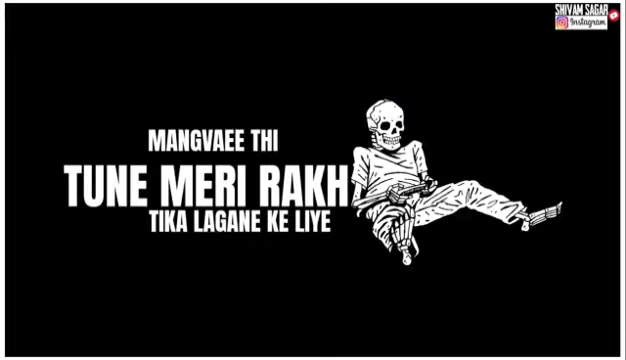 SHIVAM SAGAR
Instagram
MANGVAEE THI
TUNE MERI RAKH
TIKA LAGANE KE LIYE